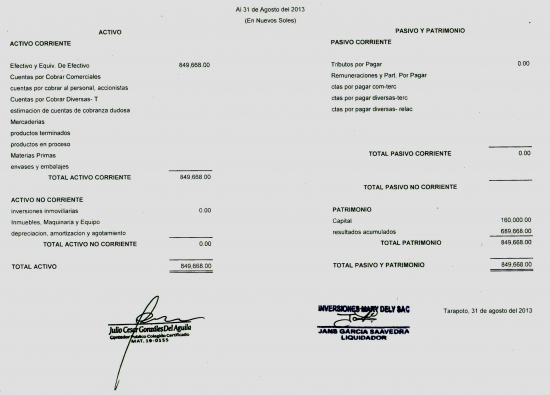 Al 31 de Agosto del 2013
(En Nuevos Soles)
ACTIVO
ACTIVO CORRIENTE
Efectivo y Equiv. De Efectivo 849,668.00
Cuentas por Cobrar Comerciales
cuentas por cobrar al personal, accionistas
Cuentas por Cobrar Diversas- T
estimacion de cuentas de cobranza dudosa
Mercaderias
productos terminados
productos en proceso
Materias Primas
envases y embalajes
TOTAL ACTIVO CORRIENTE 849,668.00
ACTIVO NO CORRIENTE
inversiones inmoviliarias 0.00
Inmuebles, Maquinaria y Equipo
depreciacion, amortizacion y agotamiento
TOTAL ACTIVO NO CORRIENTE 0.00
TOTAL ACTIVO 849,668.00
PASIVO Y PATRIMONIO
PASIVO CORRIENTE
Tributos por Pagar 0.00
Remuneraciones y Part. Por Pagar
ctas por pagar com-terc
ctas por pagar diversas-terc
ctas por pagar diversas- relac
TOTAL PASIVO CORRIENTE 0.00
TOTAL PASIVO NO CORRIENTE
PATRIMONIO
Capital 160,000.00
resultados acumulados 689,668.00
TOTAL PATRIMONIO 849,668.00
TOTAL PASIVO Y PATRIMONIO 849,668.00
Julio Cesar Gonzáles Del Aguila
Contador Público Colegiado Certificado
MAT. 19-0155
INVERSIONES MARY DELY SAC
JANS GARCIA SAAVEDRA
LIQUIDADOR
Tarapoto, 31 de agosto del 2013